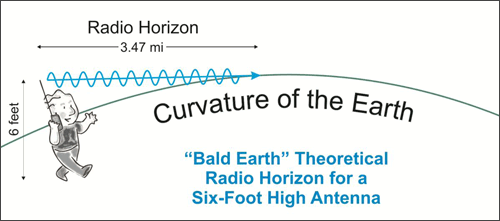 Radio Horizon
3.47 mi
6 feet
Curvature of the Earth
“Bald Earth” Theoretical
Radio Horizon for a
Six-Foot High Antenna